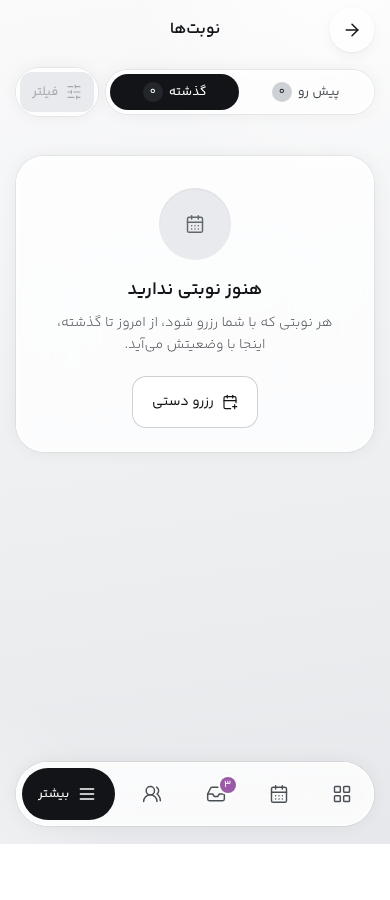 نوبت‌ها
پیش رو ۰
گذشته ۰
فیلتر
هنوز نوبتی ندارید
هر نوبتی که با شما رزرو شود، از امروز تا گذشته،
اینجا با وضعیتش می‌آید.
رزرو دستی
۳
بیشتر